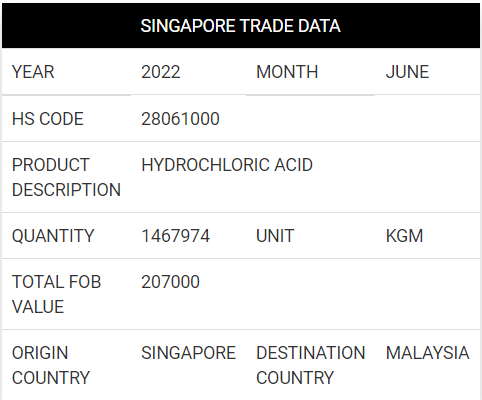 SINGAPORE TRADE DATA
YEAR 2022 MONTH JUNE
HS CODE 28061000
PRODUCT DESCRIPTION HYDROCHLORIC ACID
QUANTITY 1467974 UNIT KGM
TOTAL FOB VALUE 207000
ORIGIN COUNTRY SINGAPORE DESTINATION COUNTRY MALAYSIA